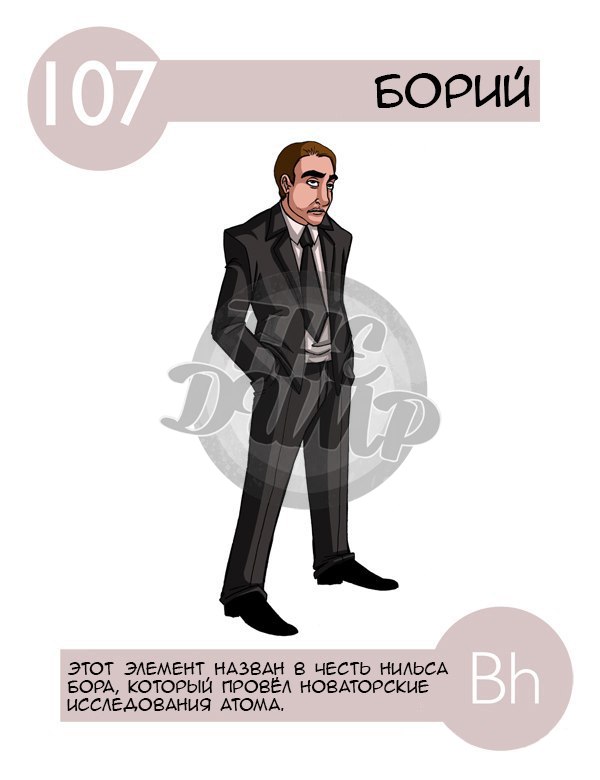 107
БОРИЙ
THE
DUMP
ЭТОТ ЭЛЕМЕНТ НАЗВАН В ЧЕСТЬ НИЛЬСА
БОРА, КОТОРЫЙ ПРОВЁЛ НОВАТОРСКИЕ
ИССЛЕДОВАНИЯ АТОМА.
Bh